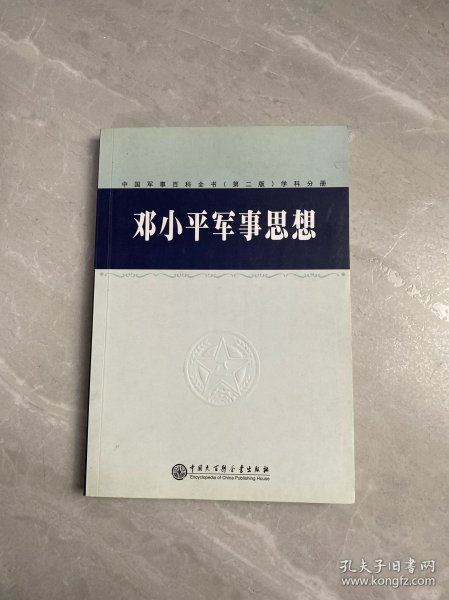 中国军事百科全书（第二版）学科分册
邓小平军事思想
中国大百科全书出版社
Encyclopedia of China Publishing House
孔夫子旧书网
www.kongfz.com